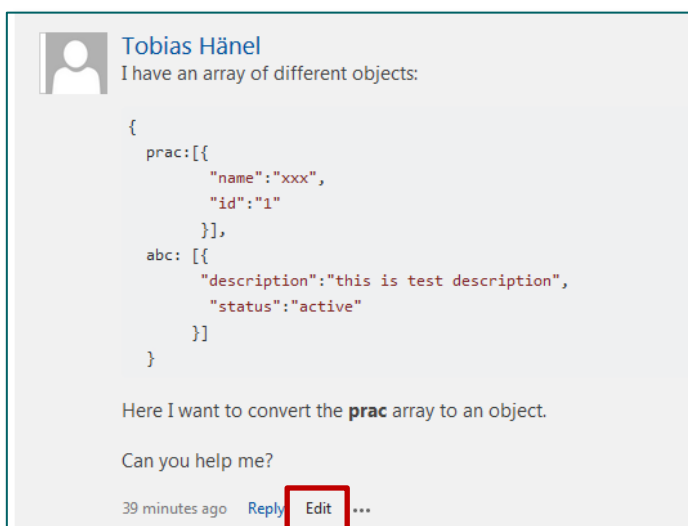 Tobias Hänel
I have an array of different objects:
{
prac:[{
"name":"xxx",
"id":"1"
}],
abc: [{
"description":"this is test description",
"status":"active"
}]
}
Here I want to convert the prac array to an object.
Can you help me?
39 minutes ago Reply Edit •••